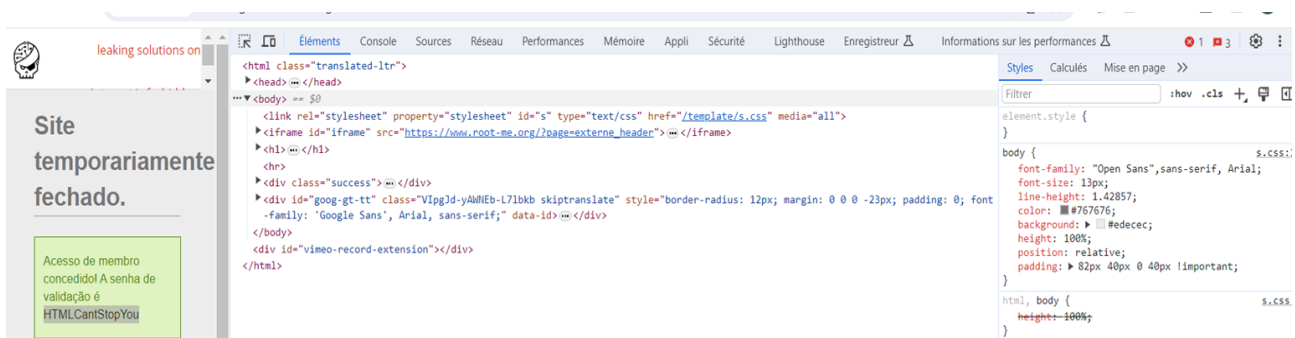 leaking solutions on
Éléments Console Sources Réseau Performances Mémoire Appli Sécurité Lighthouse Enregistreur Informations sur les performances 1 3
<html class="translated-ltr">
<head> ⋯ </head>
⋯ <body> == $0
<link rel="stylesheet" property="stylesheet" id="s" type="text/css" href="/template/s.css" media="all">
<iframe id="iframe" src="https://www.root-me.org/?page=externe_header"> ⋯ </iframe>
<h1> ⋯ </h1>
<hr>
<div class="success"> ⋯ </div>
<div id="goog-gt-tt" class="VIpgJd-yAWNEb-L7lbkb skiptranslate" style="border-radius: 12px; margin: 0 0 0 -23px; padding: 0; font
-family: 'Google Sans', Arial, sans-serif;" data-id> ⋯ </div>
</body>
<div id="vimeo-record-extension"></div>
</html>
Site
temporariamente
fechado.
Acesso de membro
concedido! A senha de
validação é
HTMLCantStopYou
Styles Calculés Mise en page
Filtrer :hov .cls
element.style {
}
body { s.css:
font-family: "Open Sans",sans-serif, Arial;
font-size: 13px;
line-height: 1.42857;
color: #767676;
background: #edecec;
height: 100%;
position: relative;
padding: 82px 40px 0 40px !important;
}
html, body { s.css
height: 100%;
}